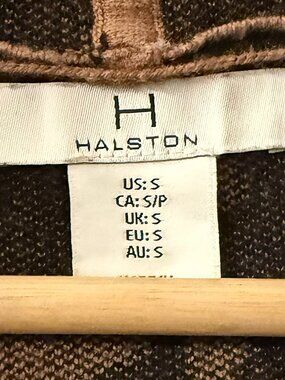 H
HALSTON
US: S
CA: S/P
UK: S
EU: S
AU: S